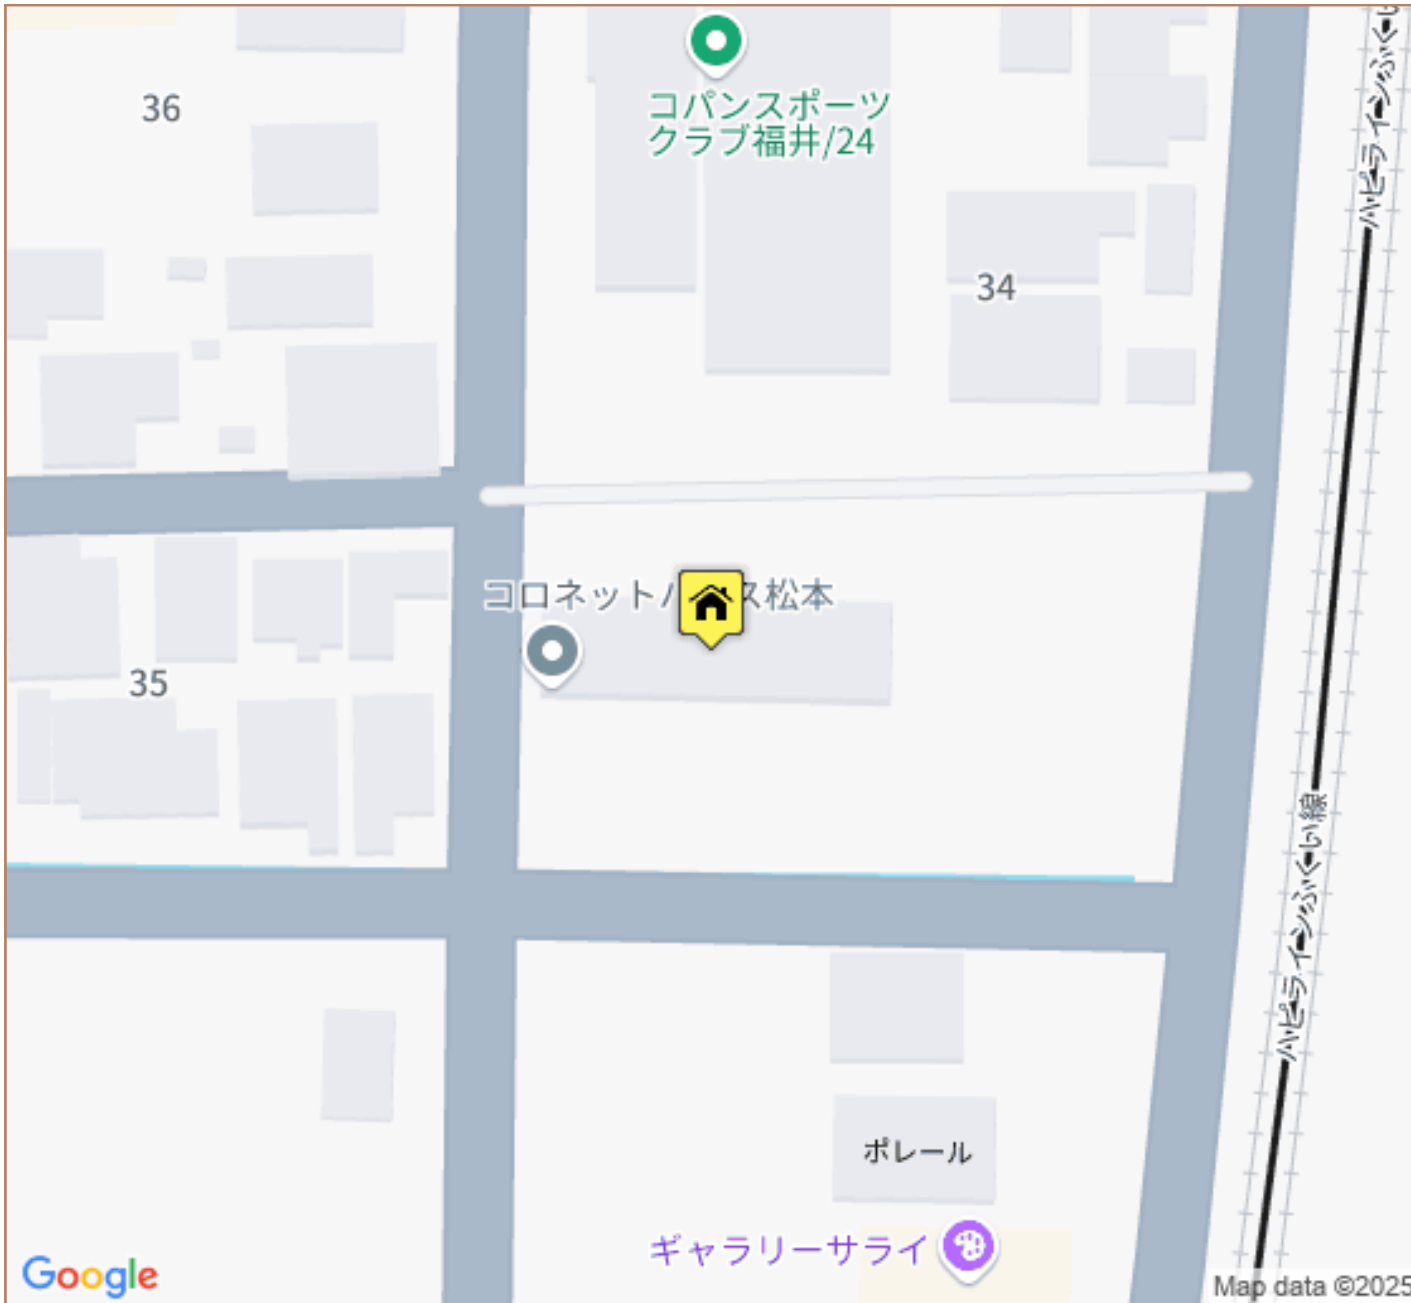 36
コパンスポーツ
クラブ福井/24
ハピラインふくい
34
コロネットハ ス松本
35
ハピラインふくい線
ポレール
ギャラリーサライ
Google
Map data ©2025